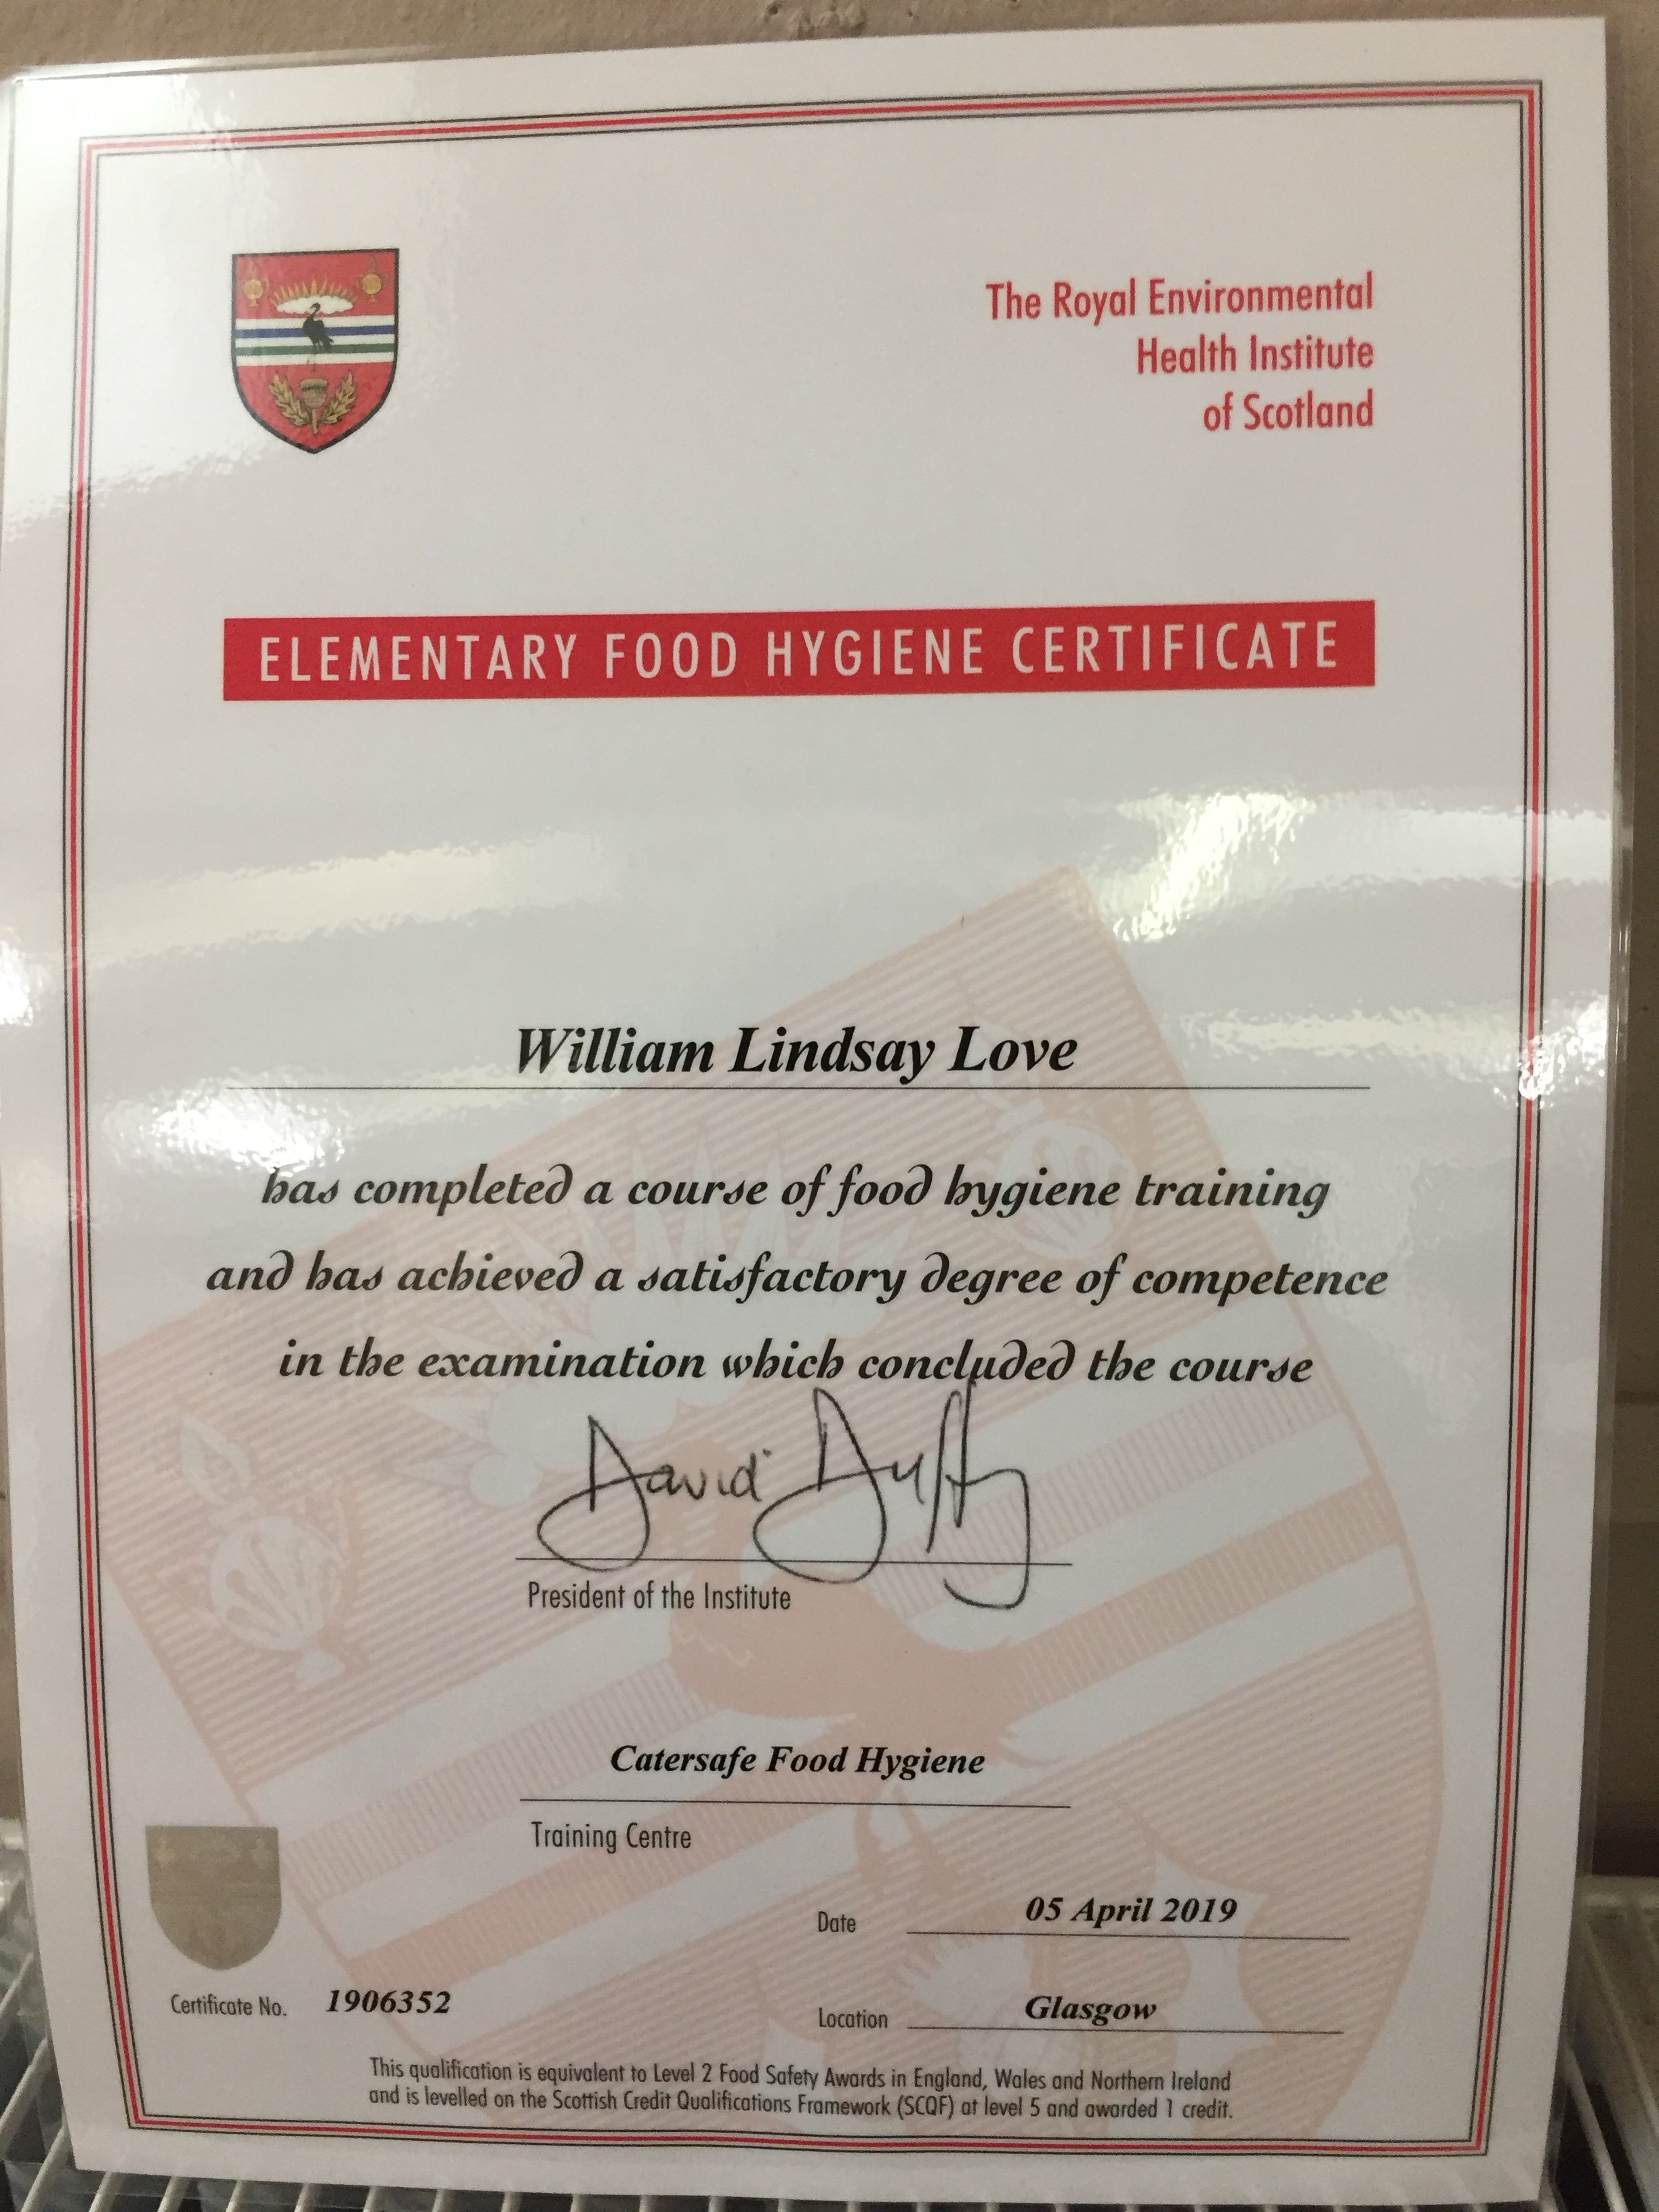 The Royal Environmental
Health Institute
of Scotland
ELEMENTARY FOOD HYGIENE CERTIFICATE
William Lindsay Love
has completed a course of food hygiene training
and has achieved a satisfactory degree of competence
in the examination which concluded the course
David Duffy
President of the Institute
Catersafe Food Hygiene
Training Centre
Date 05 April 2019
Certificate No. 1906352
Location Glasgow
This qualification is equivalent to Level 2 Food Safety Awards in England, Wales and Northern Ireland
and is levelled on the Scottish Credit Qualifications Framework (SCQF) at level 5 and awarded 1 credit.